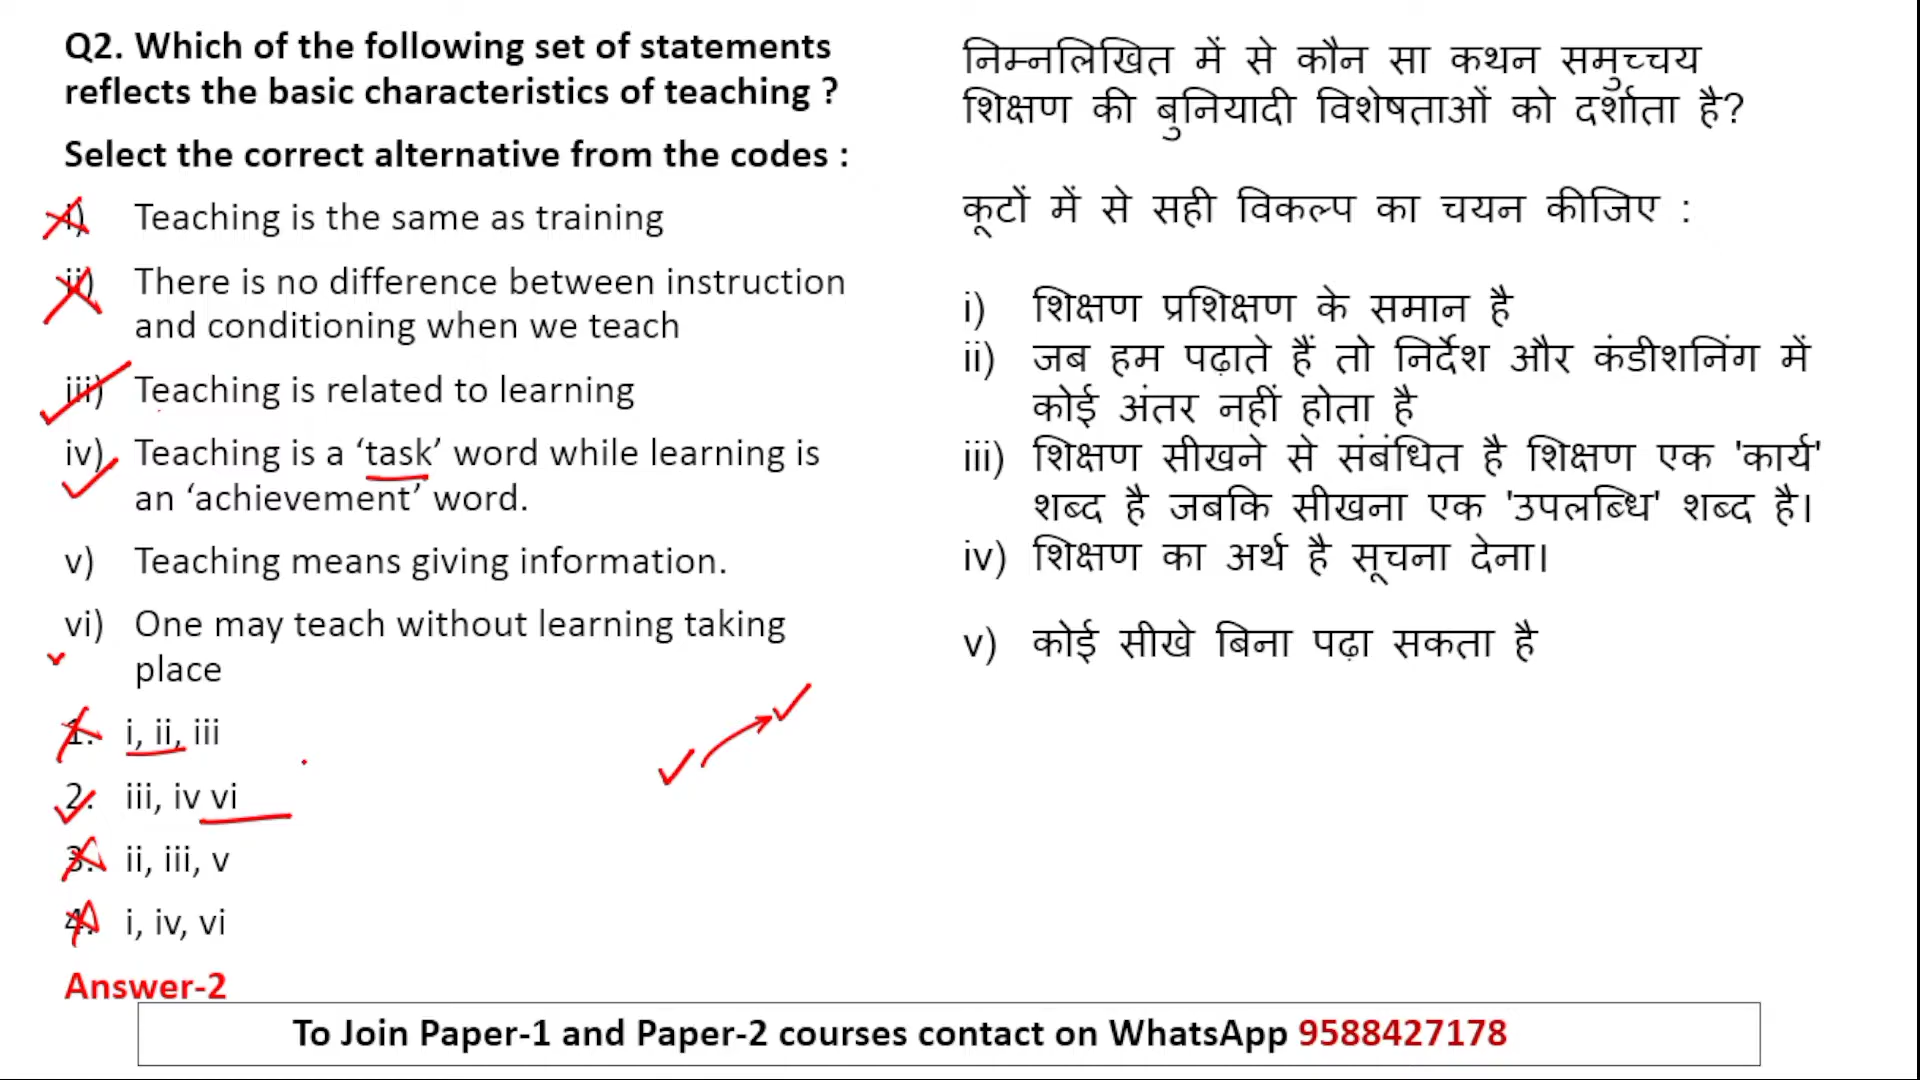 Q2. Which of the following set of statements
reflects the basic characteristics of teaching ?
Select the correct alternative from the codes :
i) Teaching is the same as training
ii) There is no difference between instruction
and conditioning when we teach
iii) Teaching is related to learning
iv) Teaching is a ‘task’ word while learning is
an ‘achievement’ word.
v) Teaching means giving information.
vi) One may teach without learning taking
place
1. i, ii, iii
2. iii, iv vi
3. ii, iii, v
4. i, iv, vi
Answer-2
निम्नलिखित में से कौन सा कथन समुच्चय
शिक्षण की बुनियादी विशेषताओं को दर्शाता है?
कूटों में से सही विकल्प का चयन कीजिए :
i) शिक्षण प्रशिक्षण के समान है
ii) जब हम पढ़ाते हैं तो निर्देश और कंडीशनिंग में
कोई अंतर नहीं होता है
iii) शिक्षण सीखने से संबंधित है शिक्षण एक 'कार्य'
शब्द है जबकि सीखना एक 'उपलब्धि' शब्द है।
iv) शिक्षण का अर्थ है सूचना देना।
v) कोई सीखे बिना पढ़ा सकता है
To Join Paper-1 and Paper-2 courses contact on WhatsApp 9588427178